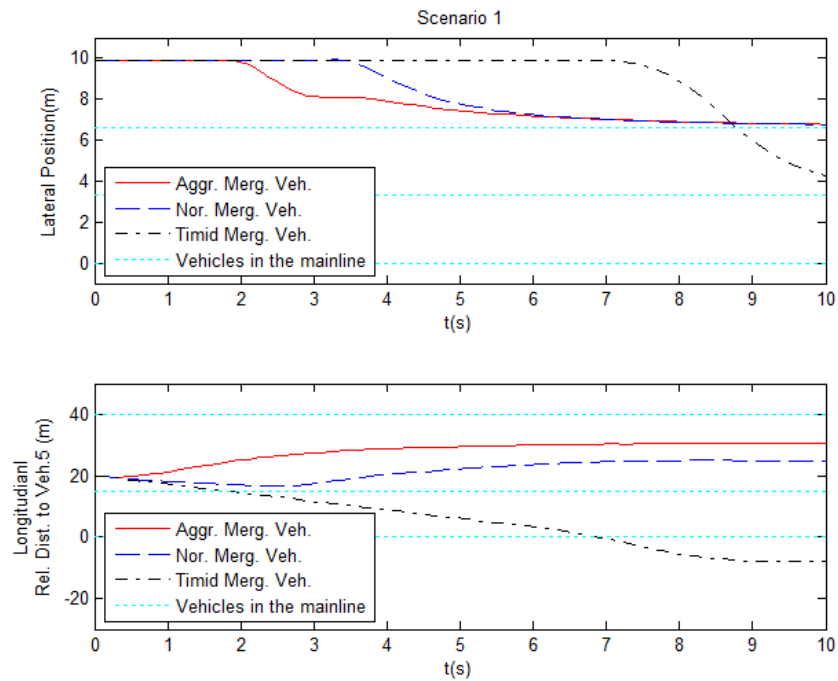 Scenario 1
Lateral Position(m)
10
8
6
4
2
0
Aggr. Merg. Veh.
Nor. Merg. Veh.
Timid Merg. Veh.
Vehicles in the mainline
0 1 2 3 4 5 6 7 8 9 10
t(s)
Longitudianl
Rel. Dist. to Veh.5 (m)
40
20
0
-20
Aggr. Merg. Veh.
Nor. Merg. Veh.
Timid Merg. Veh.
Vehicles in the mainline
0 1 2 3 4 5 6 7 8 9 10
t(s)